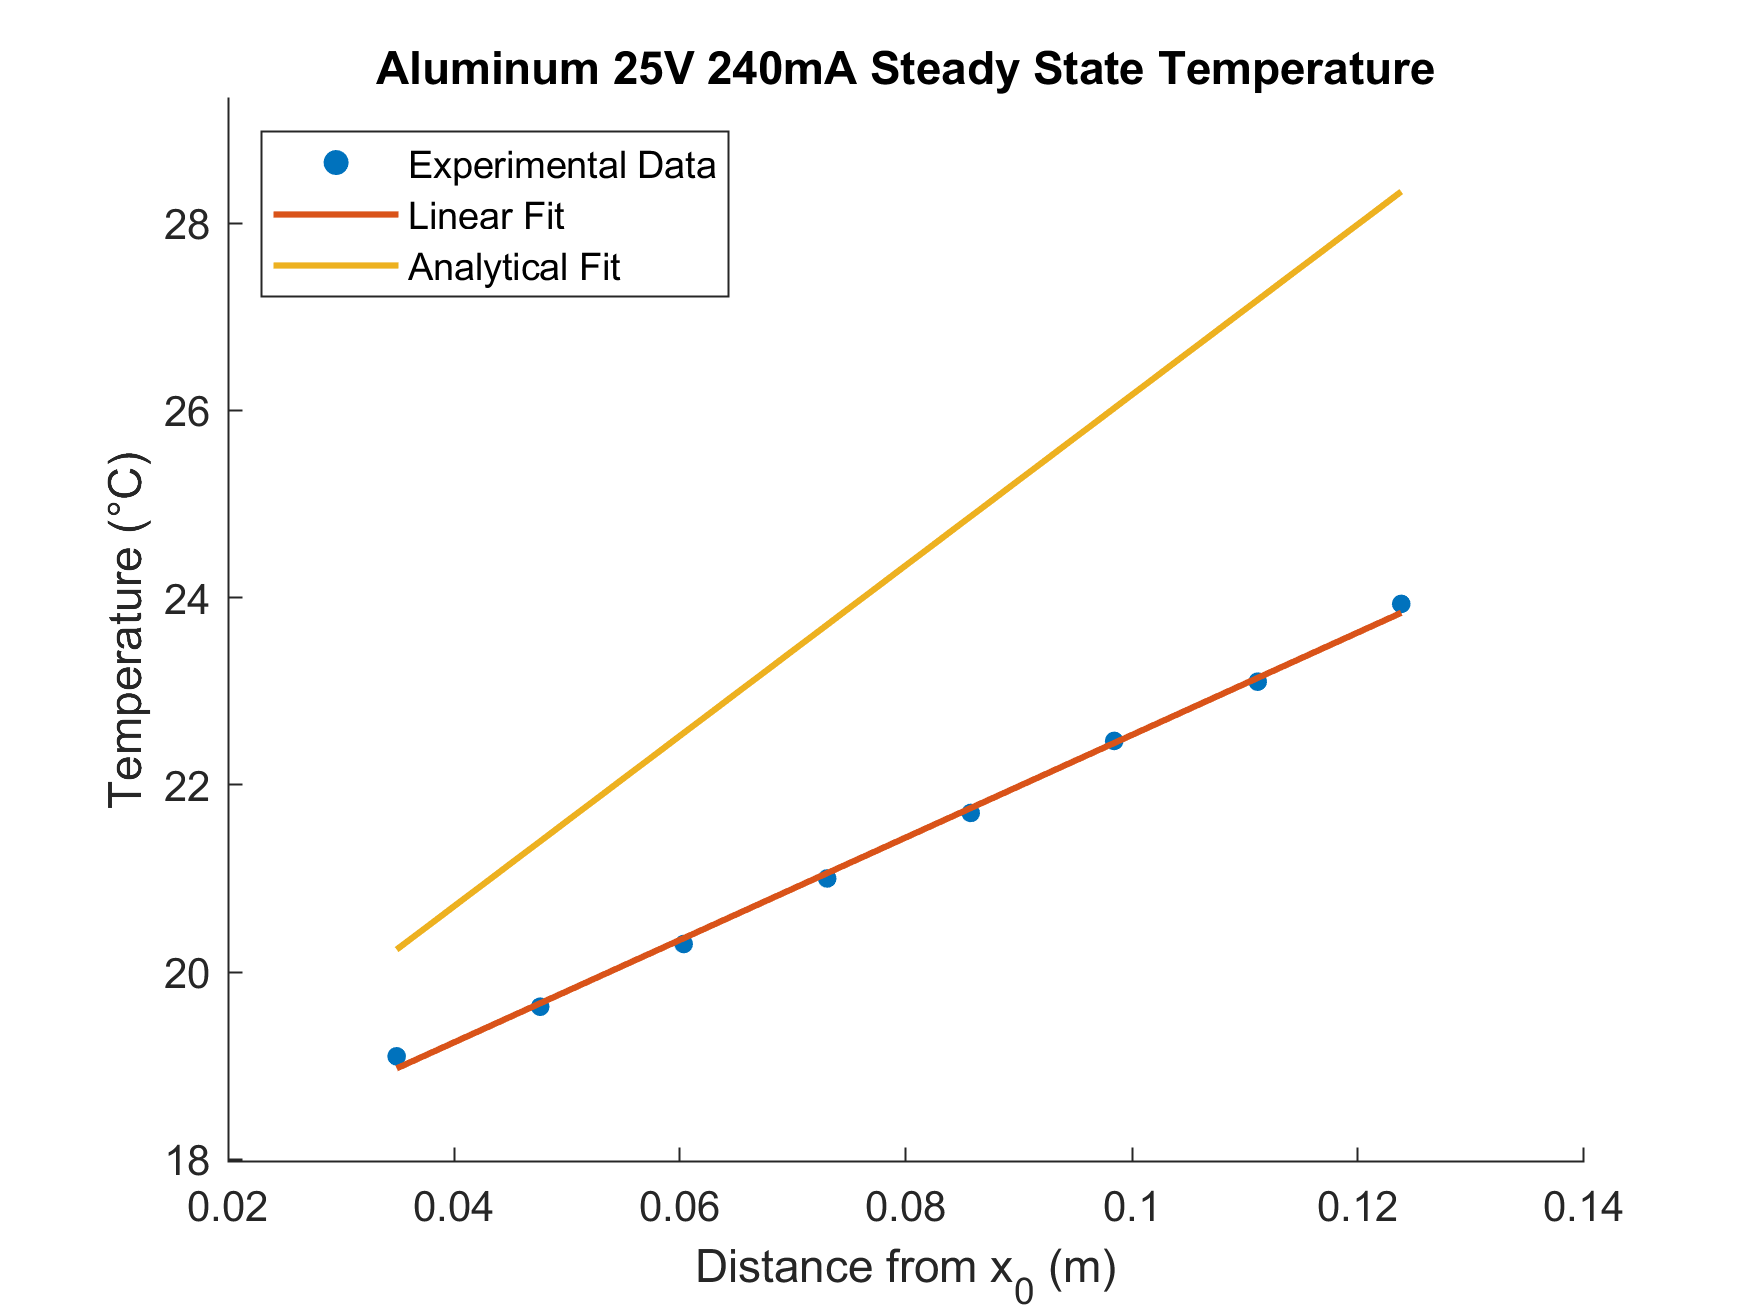 Aluminum 25V 240mA Steady State Temperature
Experimental Data
Linear Fit
Analytical Fit
28
26
24
22
20
18
Temperature (°C)
0.02 0.04 0.06 0.08 0.1 0.12 0.14
Distance from x₀ (m)